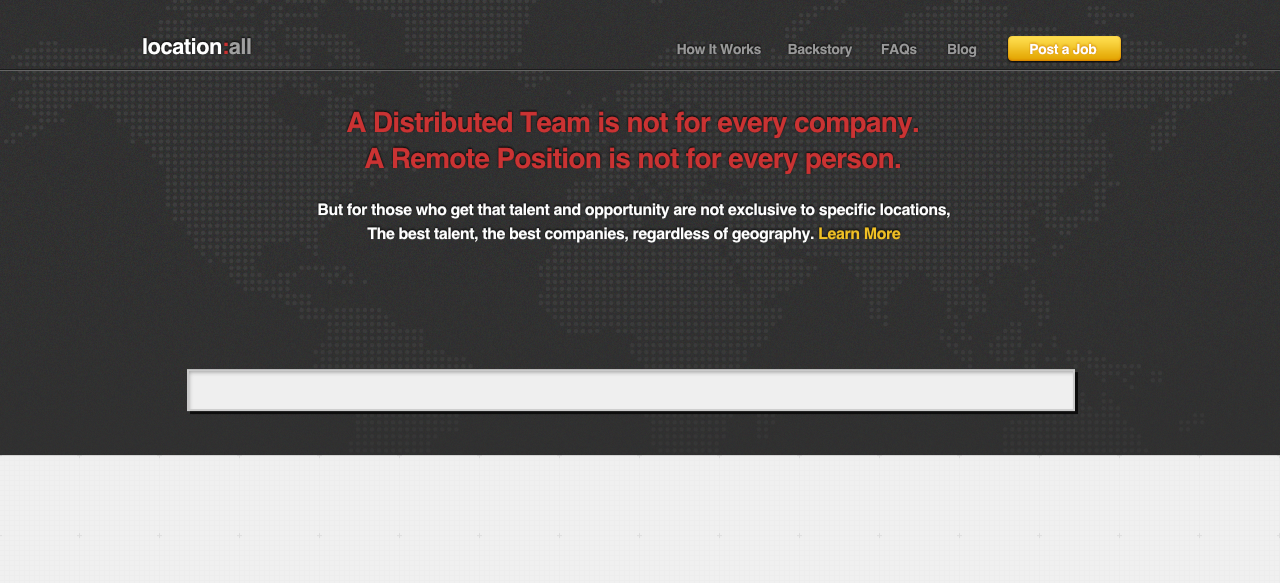 location:all
How It Works Backstory FAQs Blog Post a Job
A Distributed Team is not for every company.
A Remote Position is not for every person.
But for those who get that talent and opportunity are not exclusive to specific locations,
The best talent, the best companies, regardless of geography. Learn More